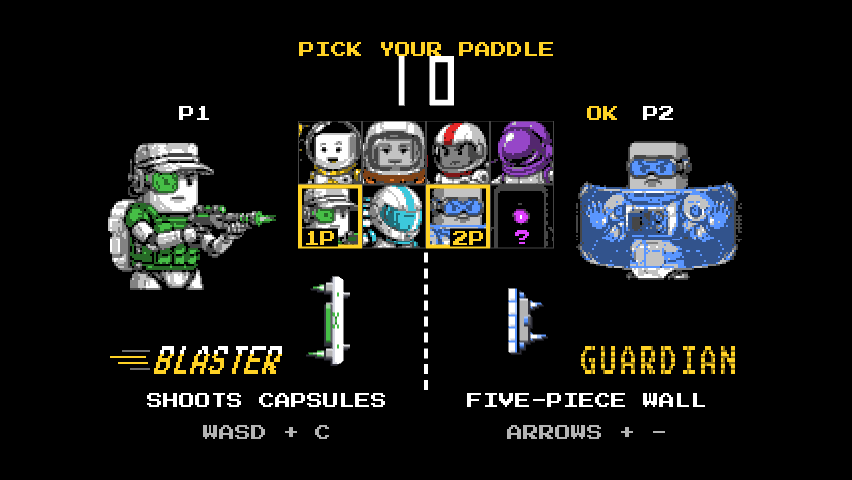 PICK YOUR PADDLE
10
P1
OK P2
1P 2P ?
BLASTER
GUARDIAN
SHOOTS CAPSULES
FIVE-PIECE WALL
WASD + C
ARROWS + -